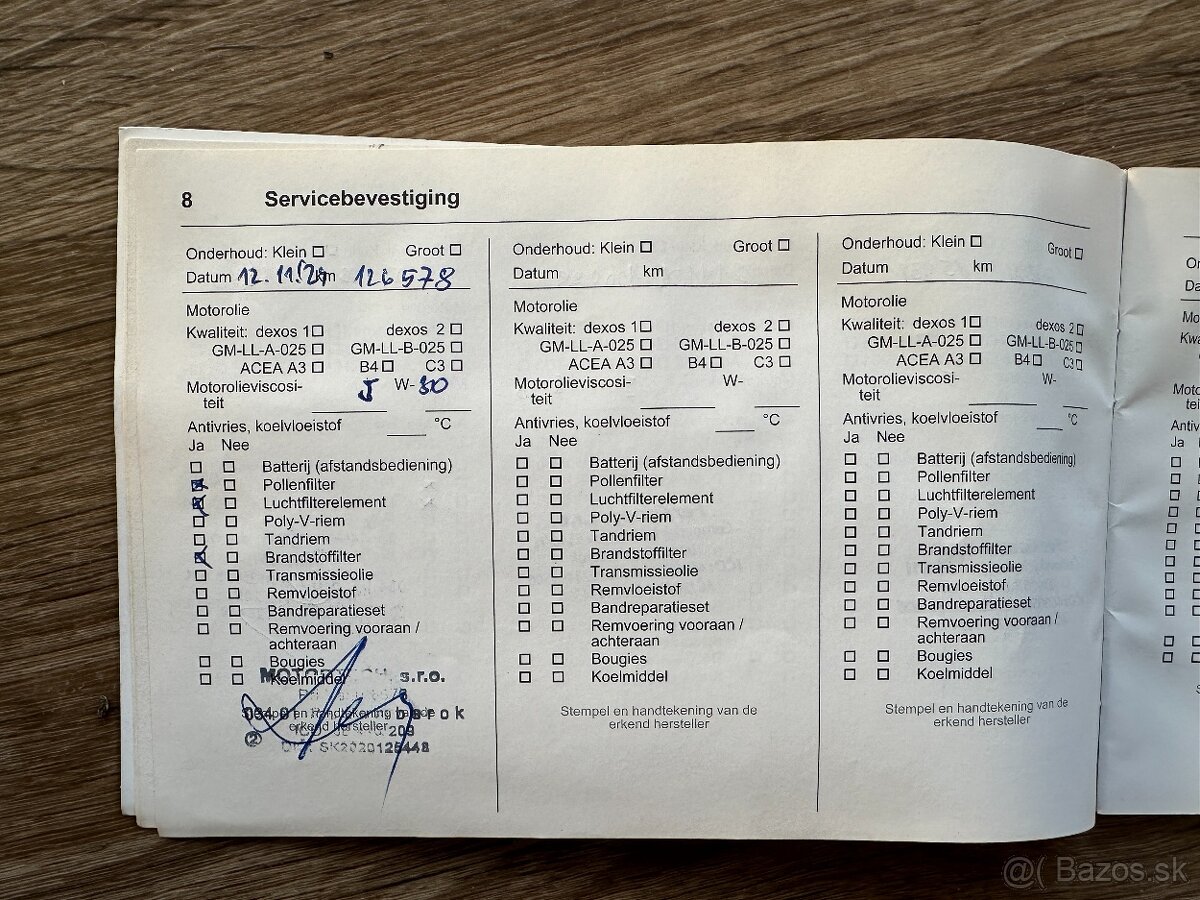 8 Servicebevestiging
Onderhoud: Klein Groot
Datum 12.11. km 126 578
Motorolie
Kwaliteit: dexos 1 dexos 2
GM-LL-A-025 GM-LL-B-025
ACEA A3 B4 C3
Motorolieviscosi- 5 W-30
teit
Antivries, koelvloeistof °C
Ja Nee
Batterij (afstandsbediening)
Pollenfilter
Luchtfilterelement
Poly-V-riem
Tandriem
Brandstoffilter
Transmissieolie
Remvloeistof
Bandreparatieset
Remvoering vooraan /
achteraan
Bougies
Koelmiddel
s.r.o.
Stempel en handtekening van de
erkend hersteller
209
SK2020125448
Onderhoud: Klein Groot
Datum km
Motorolie
Kwaliteit: dexos 1 dexos 2
GM-LL-A-025 GM-LL-B-025
ACEA A3 B4 C3
Motorolieviscosi- W-
teit
Antivries, koelvloeistof °C
Ja Nee
Batterij (afstandsbediening)
Pollenfilter
Luchtfilterelement
Poly-V-riem
Tandriem
Brandstoffilter
Transmissieolie
Remvloeistof
Bandreparatieset
Remvoering vooraan /
achteraan
Bougies
Koelmiddel
Stempel en handtekening van de
erkend hersteller
Onderhoud: Klein Groot
Datum km
Motorolie
Kwaliteit: dexos 1 dexos 2
GM-LL-A-025 GM-LL-B-025
ACEA A3 B4 C3
Motorolieviscosi- W-
teit
Antivries, koelvloeistof °C
Ja Nee
Batterij (afstandsbediening)
Pollenfilter
Luchtfilterelement
Poly-V-riem
Tandriem
Brandstoffilter
Transmissieolie
Remvloeistof
Bandreparatieset
Remvoering vooraan /
achteraan
Bougies
Koelmiddel
Stempel en handtekening van de
erkend hersteller
Ja
@( Bazos.sk